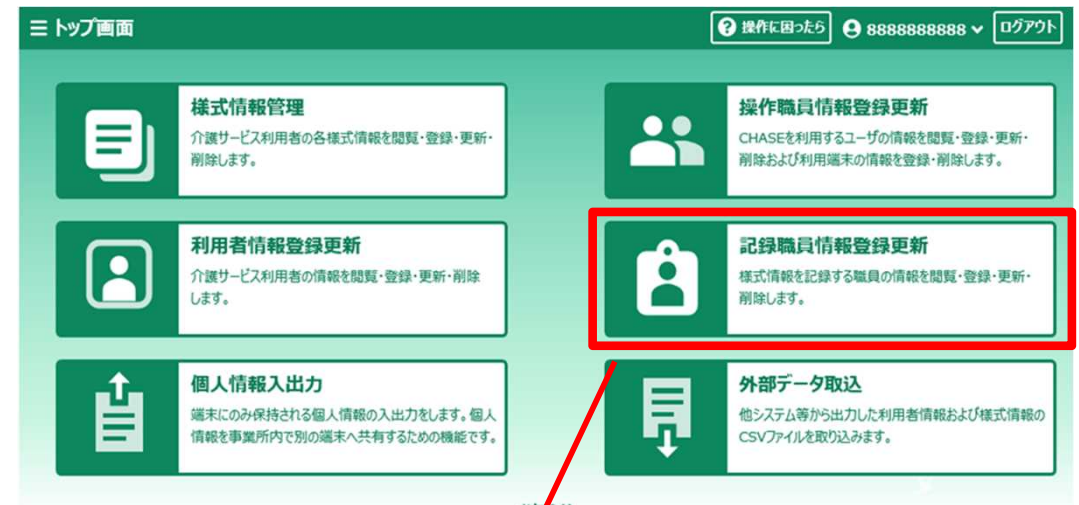 トップ画面
操作に困ったら
8888888888
ログアウト
様式情報管理
介護サービス利用者の各様式情報を閲覧・登録・更新・
削除します。
操作職員情報登録更新
CHASEを利用するユーザの情報を閲覧・登録・更新・
削除および利用端末の情報を登録・削除します。
利用者情報登録更新
介護サービス利用者の情報を閲覧・登録・更新・削除
します。
記録職員情報登録更新
様式情報を記録する職員の情報を閲覧・登録・更新・
削除します。
個人情報入出力
端末にのみ保持される個人情報の入出力をします。個人
情報を事業所内で別の端末へ共有するための機能です。
外部データ取込
他システム等から出力した利用者情報および様式情報の
CSVファイルを取り込みます。